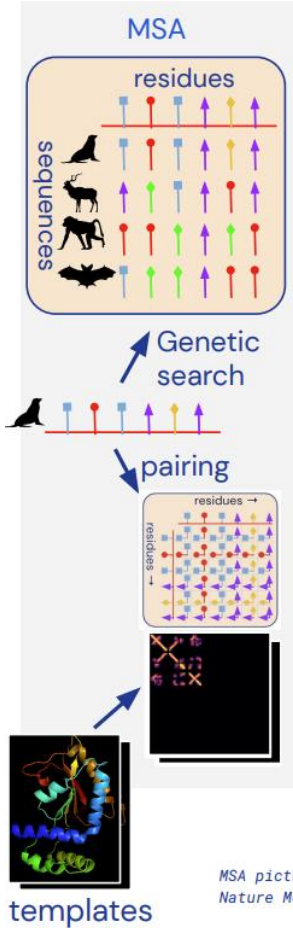 MSA
residues
sequences
Genetic
search
pairing
residues →
residues →
templates
MSA pict
Nature M